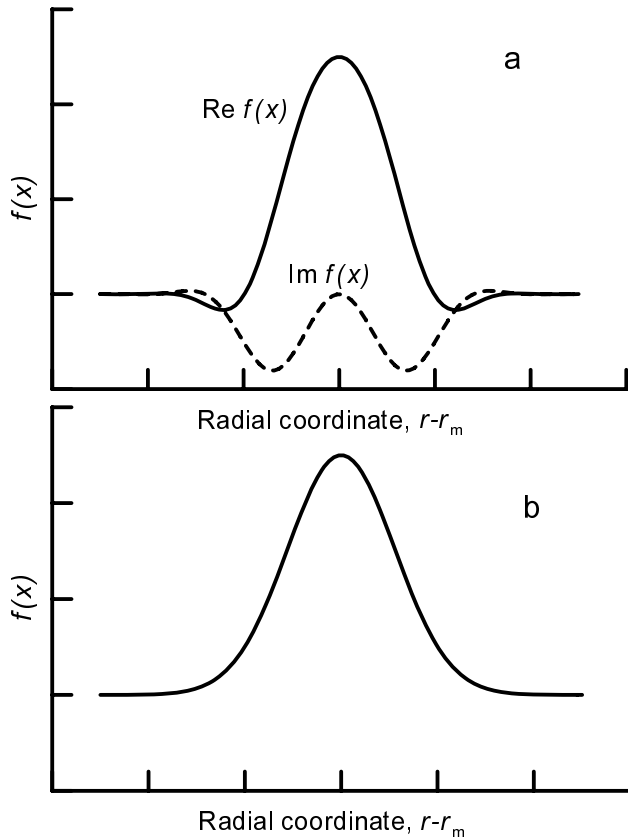 a
Re f(x)
f(x)
Im f(x)
Radial coordinate, r-rm
b
f(x)
Radial coordinate, r-rm